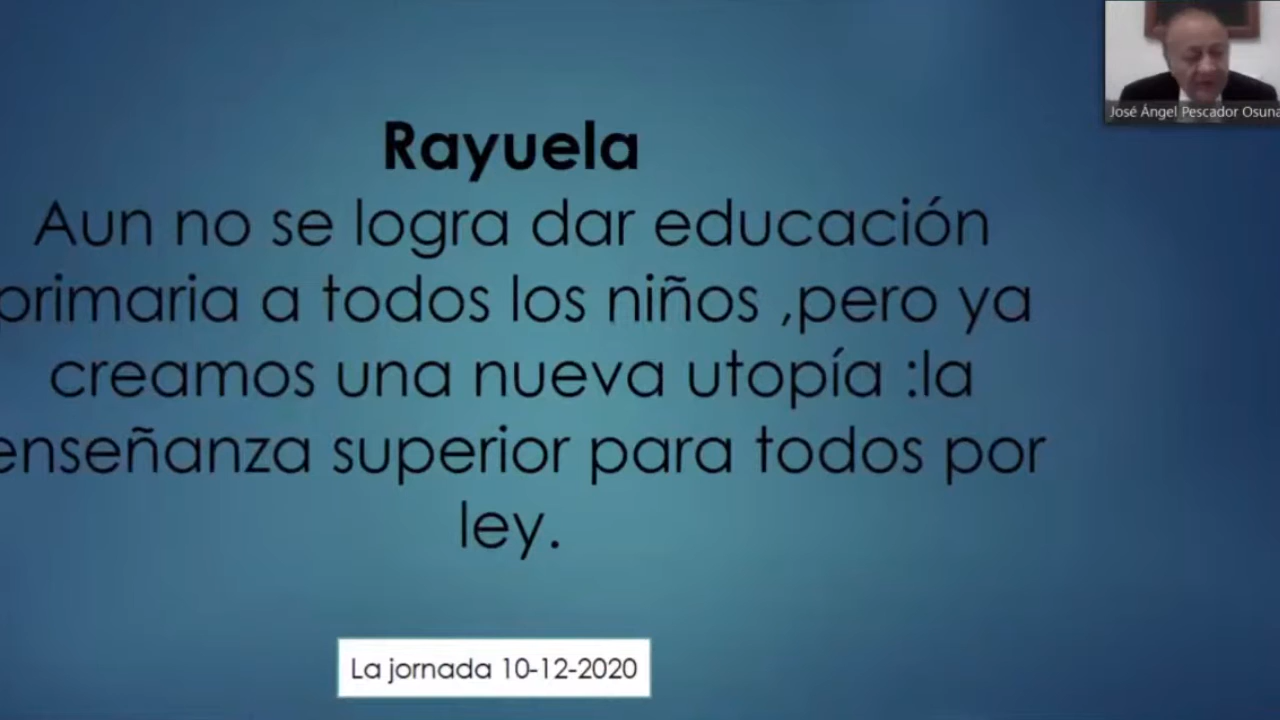 Rayuela
Aun no se logra dar educación
primaria a todos los niños ,pero ya
creamos una nueva utopía :la
enseñanza superior para todos por
ley.
La jornada 10-12-2020
José Ángel Pescador Osuna